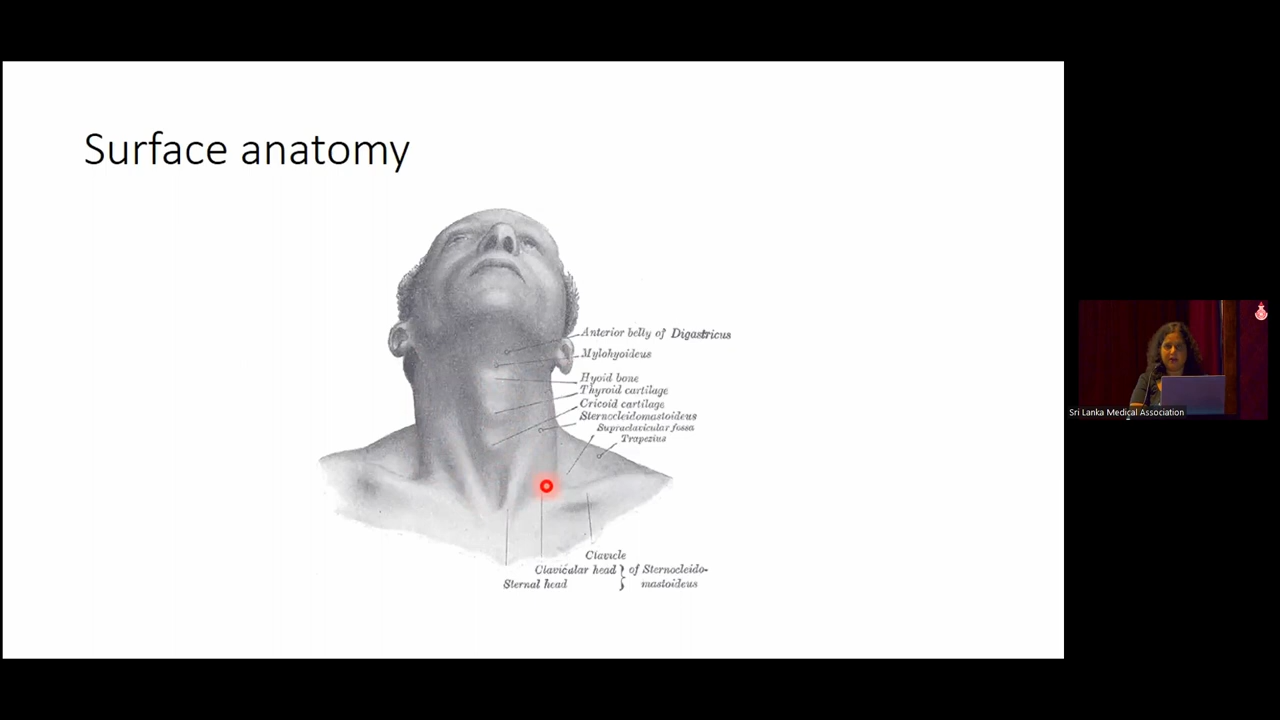 Surface anatomy
Anterior belly of Digastricus
Mylohyoideus
Hyoid bone
Thyroid cartilage
Cricoid cartilage
Sternocleidomastoideus
Supraclavicular fossa
Trapezius
Clavicle
Clavicular head } of Sternocleido-
Sternal head mastoideus
Sri Lanka Medical Association